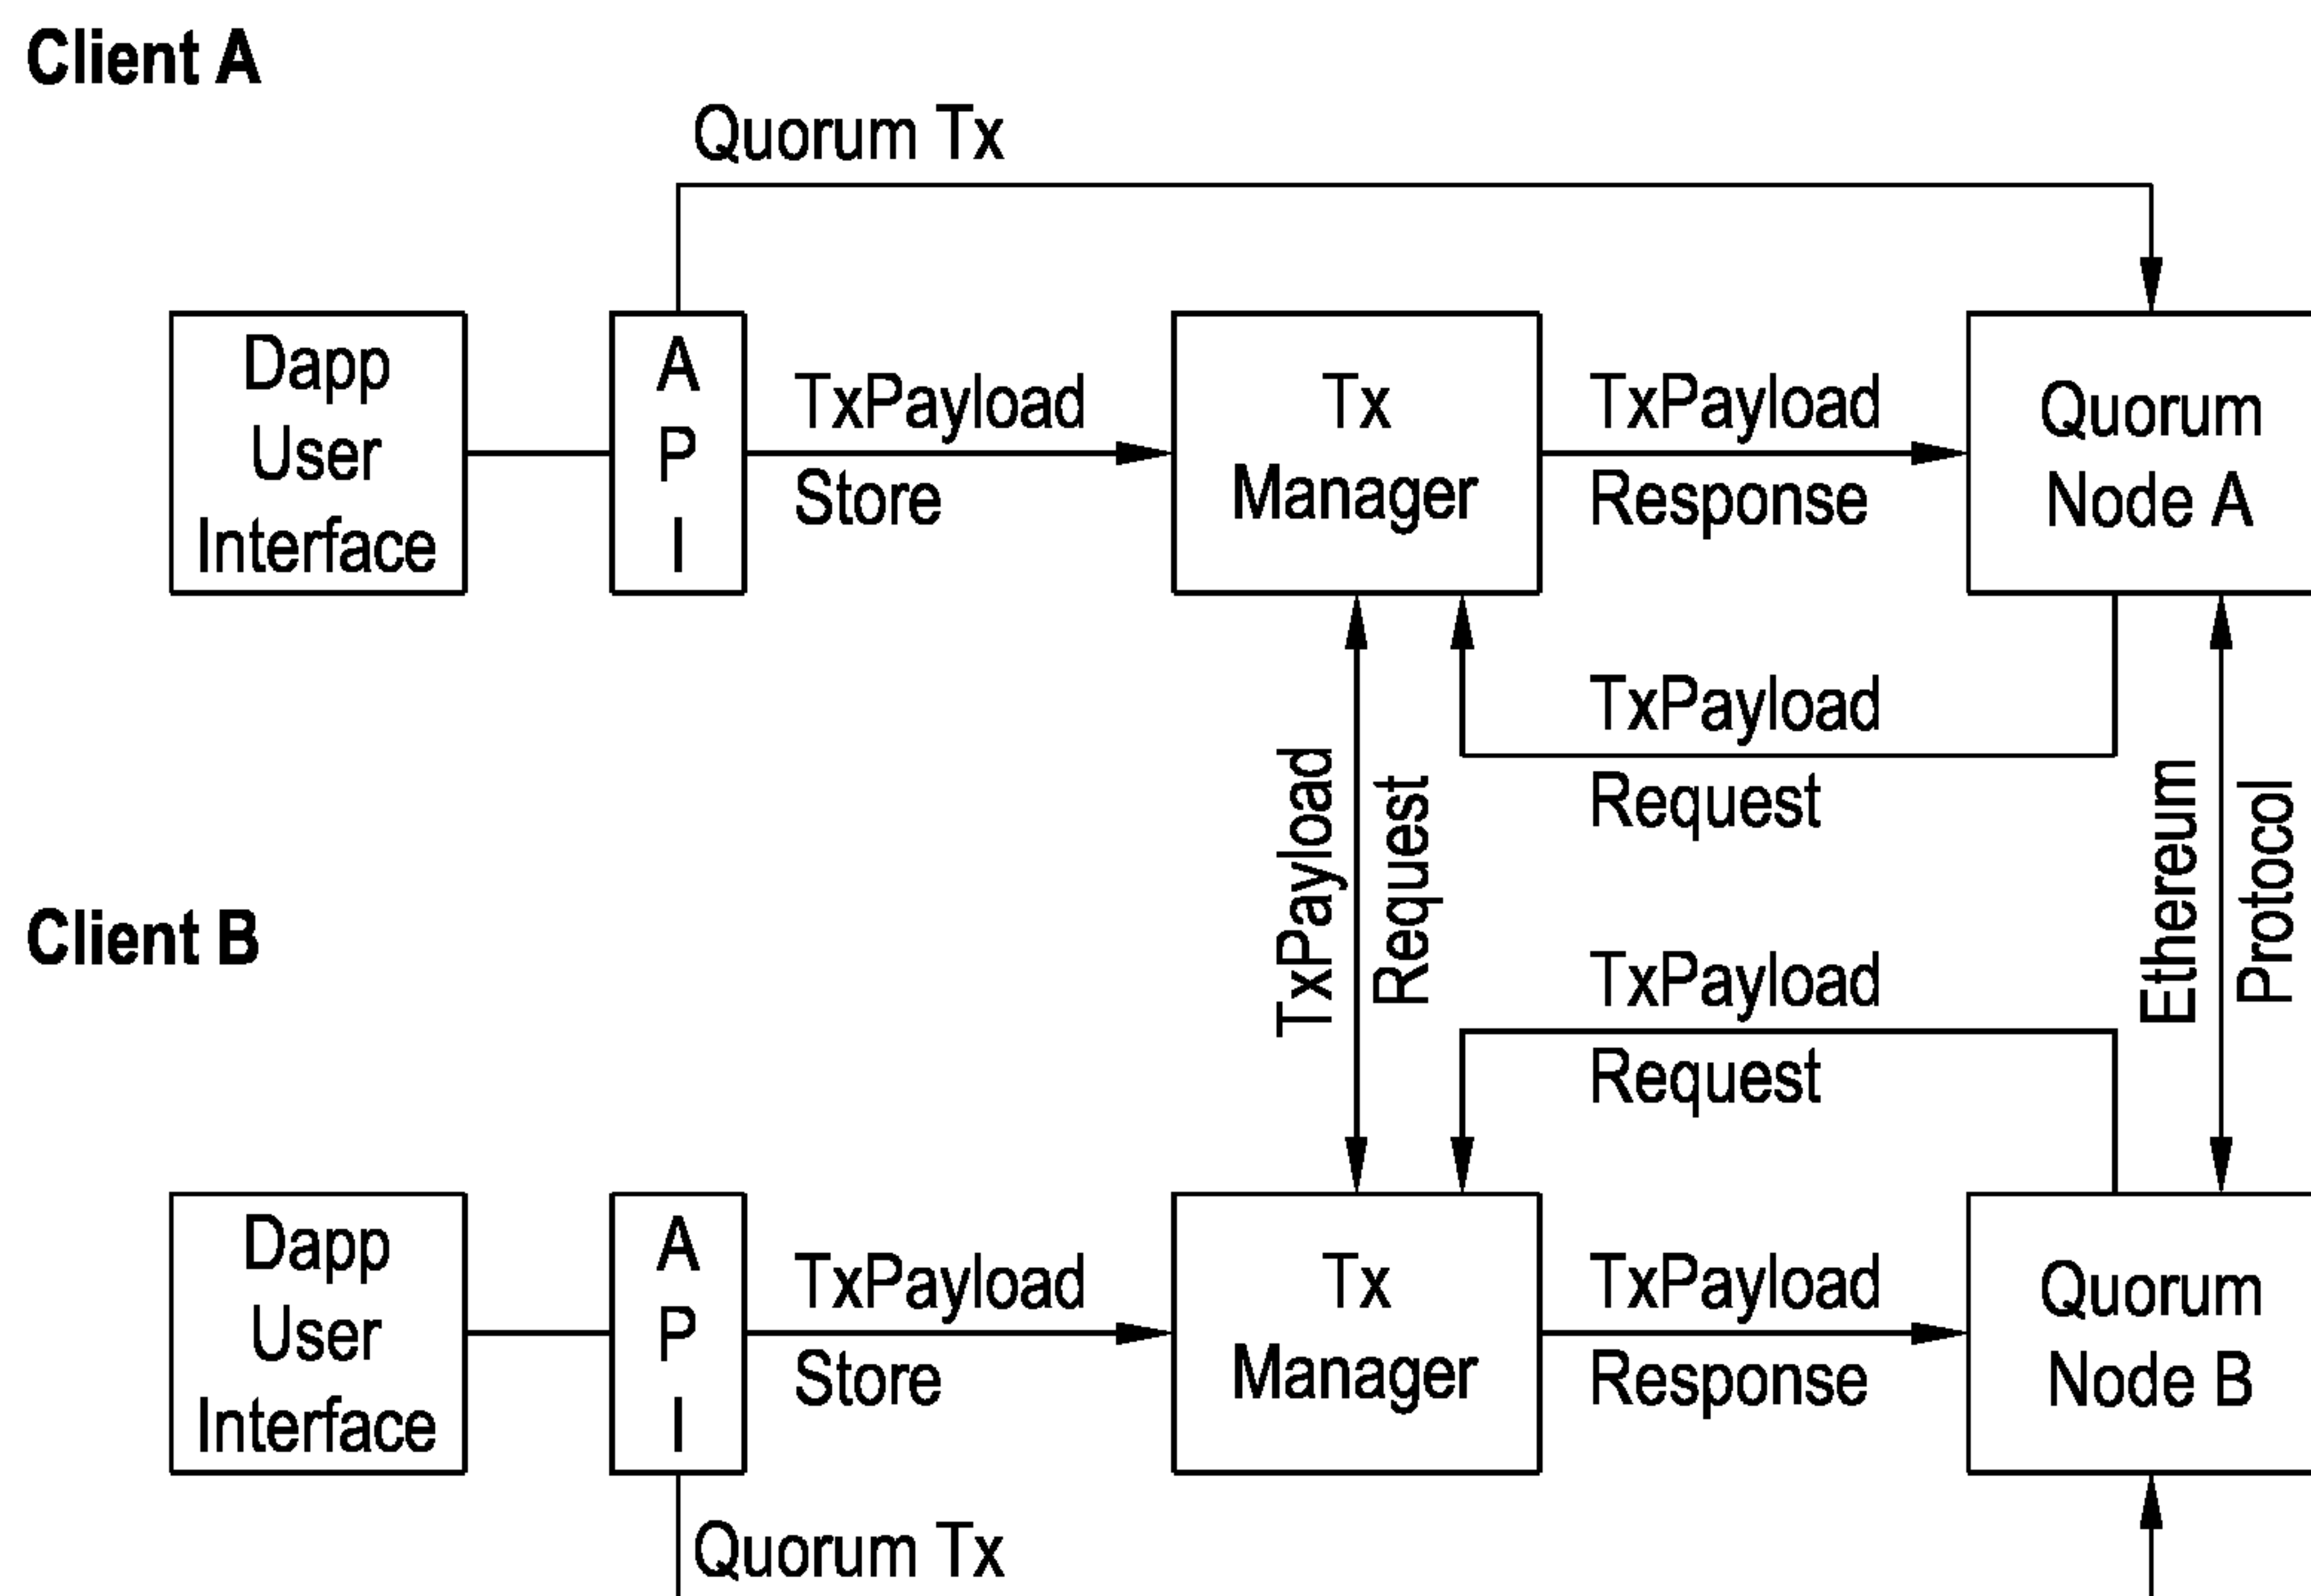 Client A
Quorum Tx
Dapp
User
Interface
A
P
I
TxPayload
Store
Tx
Manager
TxPayload
Response
Quorum
Node A
TxPayload
Request
TxPayload
Request
Ethereum
Protocol
Client B
TxPayload
Request
Dapp
User
Interface
A
P
I
TxPayload
Store
Tx
Manager
TxPayload
Response
Quorum
Node B
Quorum Tx